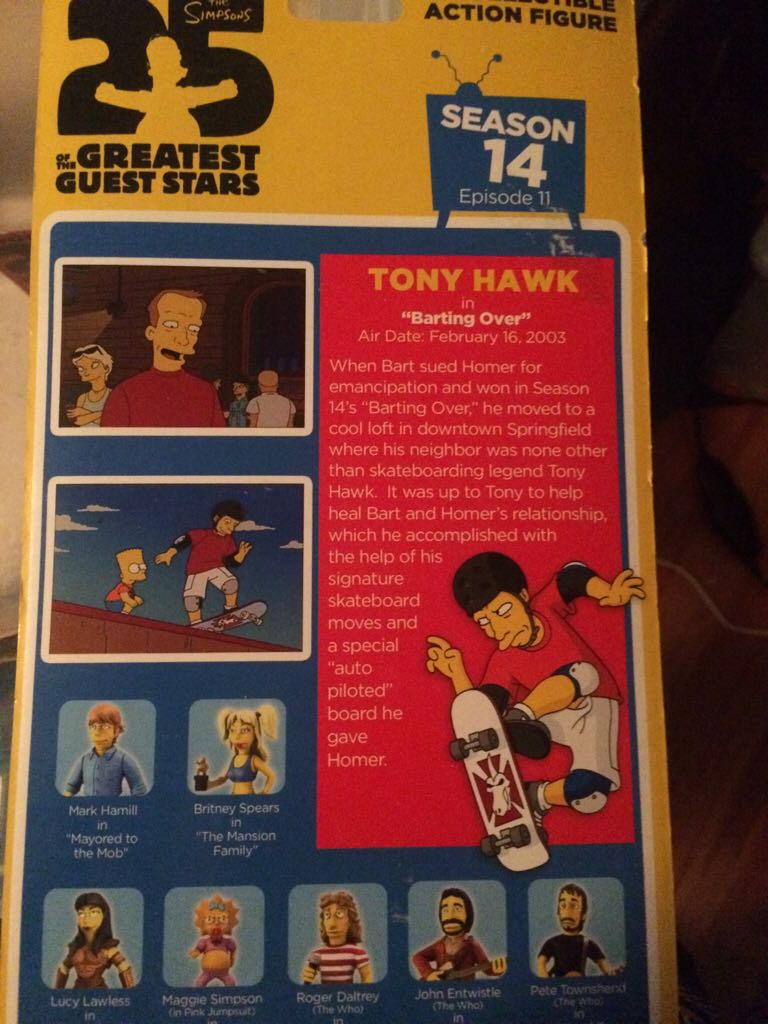 THE
SIMPSONS
25
OF THE GREATEST
GUEST STARS
ACTION FIGURE
SEASON
14
Episode 11
TONY HAWK
in
"Barting Over"
Air Date: February 16, 2003
When Bart sued Homer for
emancipation and won in Season
14's "Barting Over," he moved to a
cool loft in downtown Springfield
where his neighbor was none other
than skateboarding legend Tony
Hawk. It was up to Tony to help
heal Bart and Homer's relationship,
which he accomplished with
the help of his
signature
skateboard
moves and
a special
"auto
piloted"
board he
gave
Homer.
Mark Hamill
in
"Mayored to
the Mob"
Britney Spears
in
"The Mansion
Family"
Lucy Lawless
in
Maggie Simpson
(in Pink Jumpsuit)
in
Roger Daltrey
(The Who)
in
John Entwistle
(The Who)
in
Pete Townshend
(The Who)
in